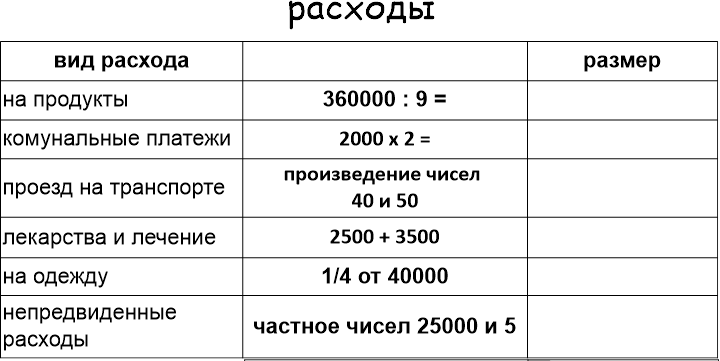 расходы
вид расхода размер
на продукты 360000 : 9 =
комунальные платежи 2000 х 2 =
проезд на транспорте произведение чисел
40 и 50
лекарства и лечение 2500 + 3500
на одежду 1/4 от 40000
непредвиденные
расходы частное чисел 25000 и 5